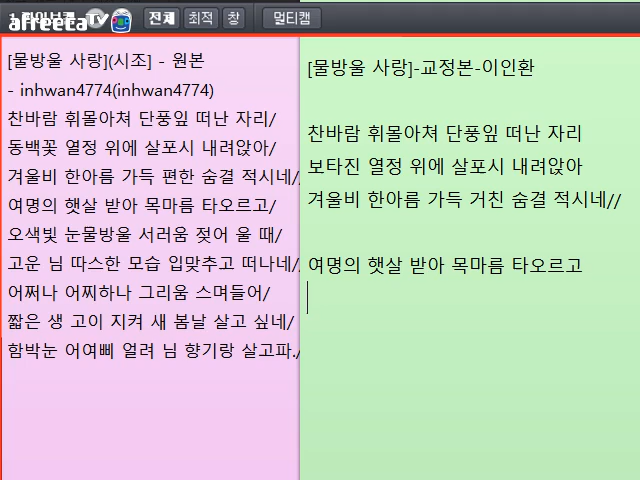 afreecaTV
전체 최적 창 멀티캠
[물방울 사랑](시조] - 원본
- inhwan4774(inhwan4774)
찬바람 휘몰아쳐 단풍잎 떠난 자리/
동백꽃 열정 위에 살포시 내려앉아/
겨울비 한아름 가득 편한 숨결 적시네//
여명의 햇살 받아 목마름 타오르고/
오색빛 눈물방울 서러움 젖어 울 때/
고운 님 따스한 모습 입맞추고 떠나네//
어쩌나 어찌하나 그리움 스며들어/
짧은 생 고이 지켜 새 봄날 살고 싶네/
함박눈 어여삐 얼려 님 향기랑 살고파./
[물방울 사랑]-교정본-이인환
찬바람 휘몰아쳐 단풍잎 떠난 자리
보타진 열정 위에 살포시 내려앉아
겨울비 한아름 가득 거친 숨결 적시네//
여명의 햇살 받아 목마름 타오르고